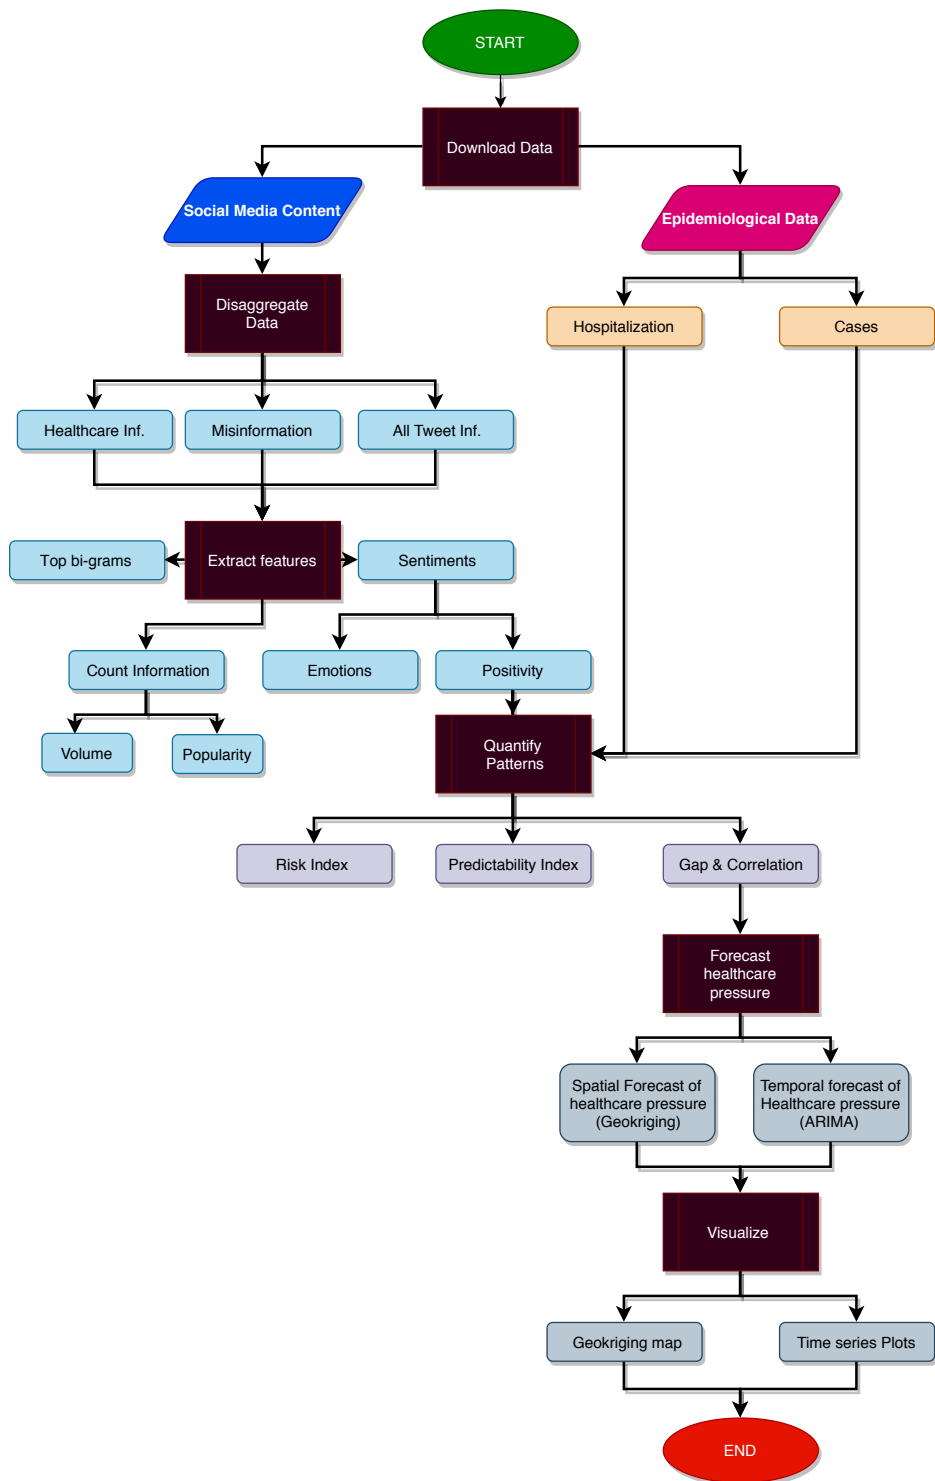 START
Download Data
Social Media Content
Epidemiological Data
Disaggregate
Data
Hospitalization
Cases
Healthcare Inf.
Misinformation
All Tweet Inf.
Top bi-grams
Extract features
Sentiments
Count Information
Emotions
Positivity
Volume
Popularity
Quantify
Patterns
Risk Index
Predictability Index
Gap & Correlation
Forecast
healthcare
pressure
Spatial Forecast of
healthcare pressure
(Geokriging)
Temporal forecast of
Healthcare pressure
(ARIMA)
Visualize
Geokriging map
Time series Plots
END